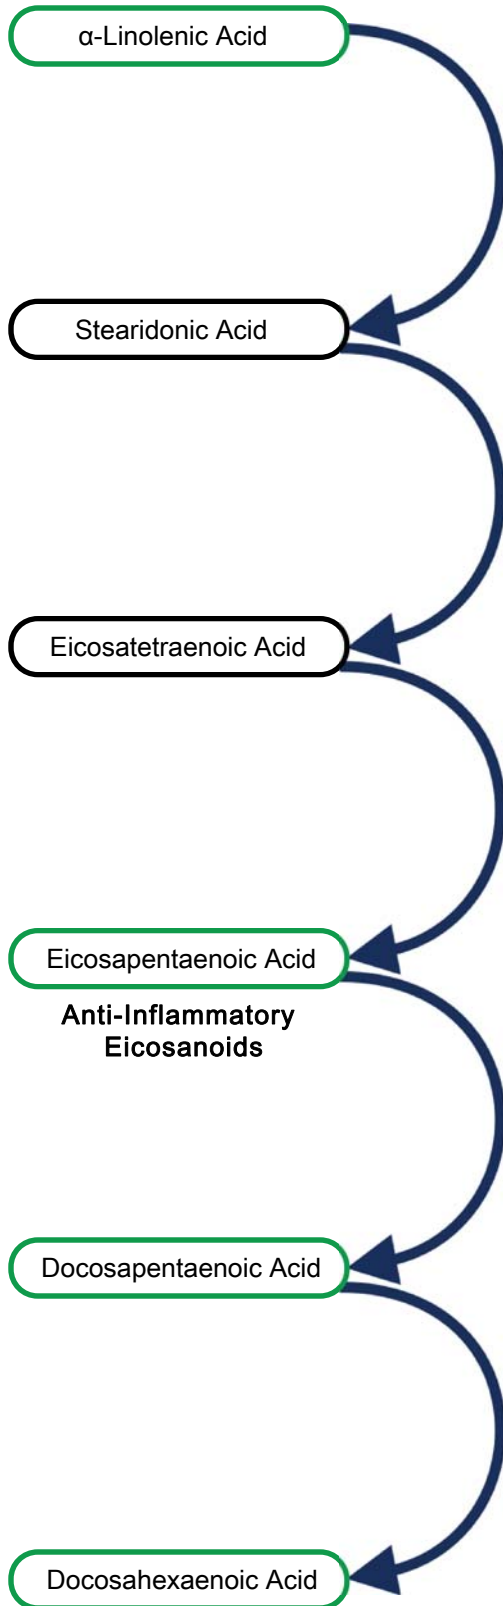 α-Linolenic Acid
Stearidonic Acid
Eicosatetraenoic Acid
Eicosapentaenoic Acid
Anti-Inflammatory
Eicosanoids
Docosapentaenoic Acid
Docosahexaenoic Acid